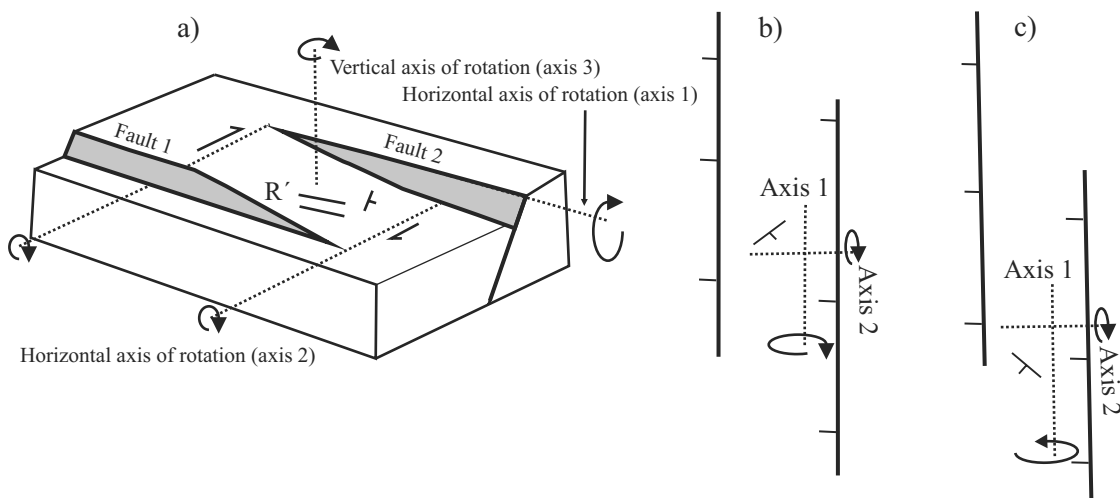 a)
Vertical axis of rotation (axis 3)
Horizontal axis of rotation (axis 1)
Fault 1
Fault 2
R´
Horizontal axis of rotation (axis 2)
b)
Axis 1
Axis 2
c)
Axis 1
Axis 2